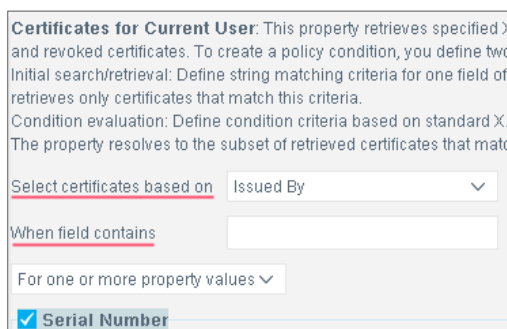 Certificates for Current User: This property retrieves specified X
and revoked certificates. To create a policy condition, you define two
Initial search/retrieval: Define string matching criteria for one field of
retrieves only certificates that match this criteria.
Condition evaluation: Define condition criteria based on standard X.
The property resolves to the subset of retrieved certificates that matc
Select certificates based on Issued By
When field contains
For one or more property values
Serial Number